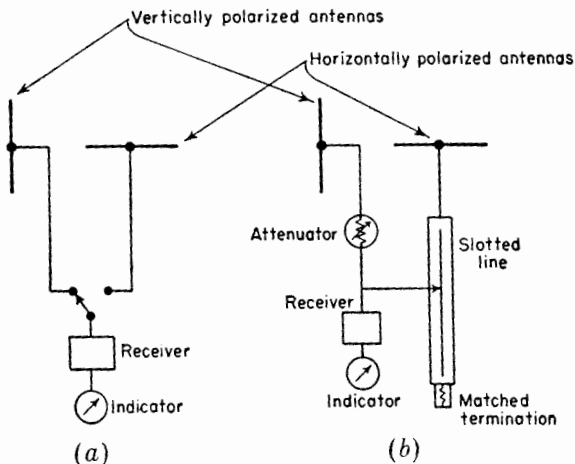 Vertically polarized antennas
Horizontally polarized antennas
Attenuator
Slotted
line
Receiver
Receiver
Indicator
Indicator
Matched
termination
(a)
(b)